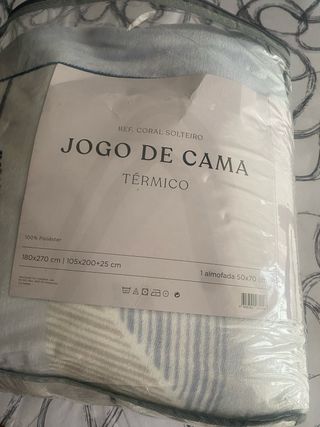 REF. CORAL SOLTEIRO
JOGO DE CAMA
TÉRMICO
100% Poliéster
180x270 cm | 105x200+25 cm
1 almofada 50x70